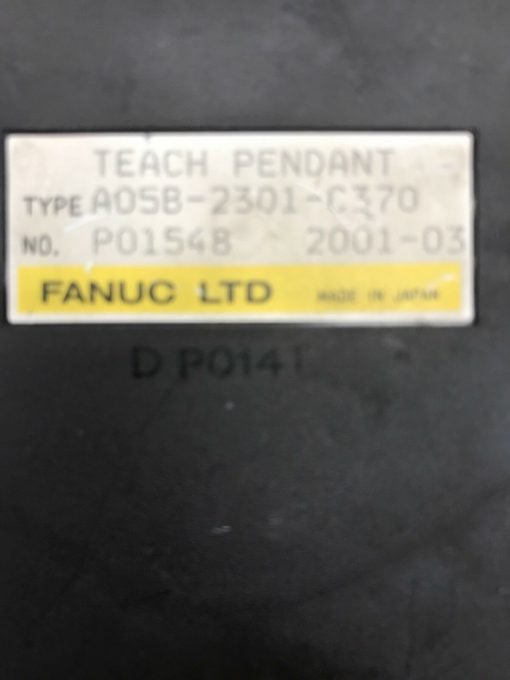 TEACH PENDANT
TYPE A05B-2301-C370
NO. P01548 2001-03
FANUC LTD MADE IN JAPAN
D P014